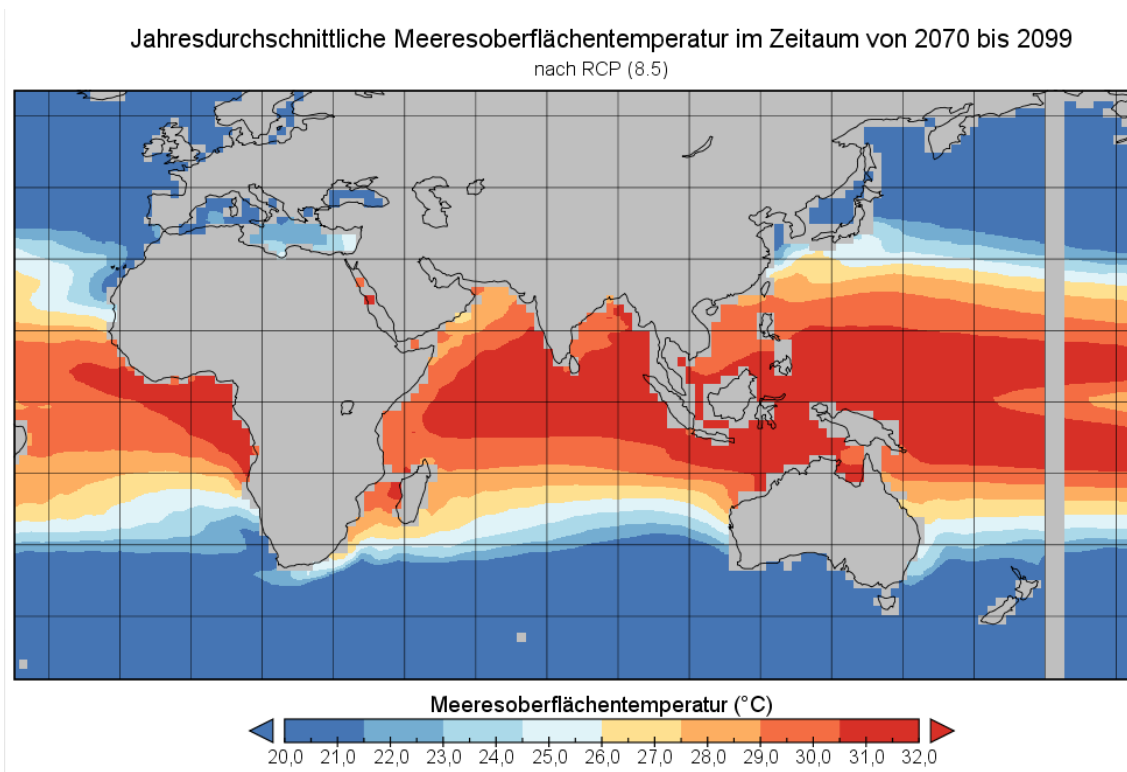 Jahresdurchschnittliche Meeresoberflächentemperatur im Zeitaum von 2070 bis 2099
nach RCP (8.5)
Meeresoberflächentemperatur (°C)
20,0 21,0 22,0 23,0 24,0 25,0 26,0 27,0 28,0 29,0 30,0 31,0 32,0